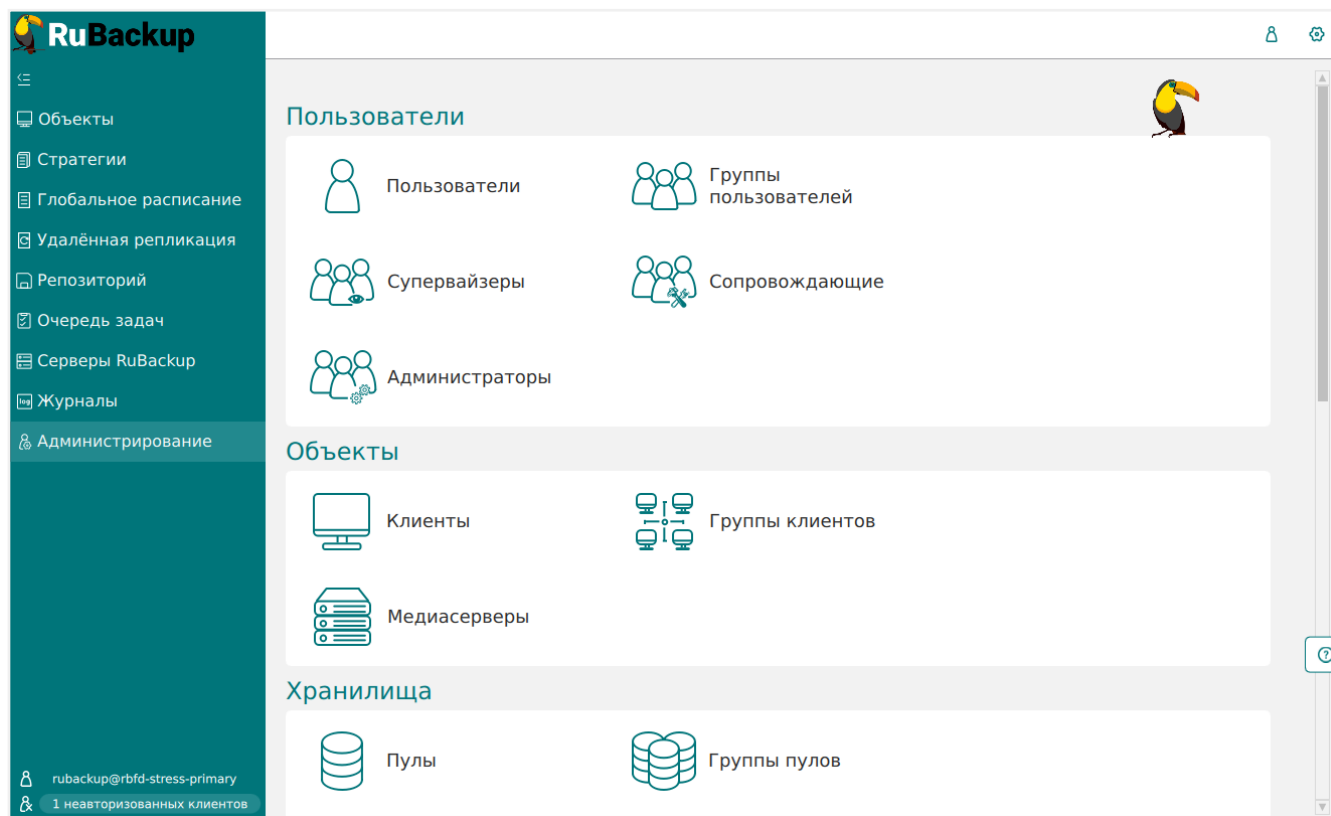 RuBackup
Объекты
Стратегии
Глобальное расписание
Удалённая репликация
Репозиторий
Очередь задач
Серверы RuBackup
log Журналы
Администрирование
rubackup@rbfd-stress-primary
1 неавторизованных клиентов
Пользователи
Пользователи
Группы
пользователей
Супервайзеры
Сопровождающие
Администраторы
Объекты
Клиенты
Группы клиентов
Медиасерверы
Хранилища
Пулы
Группы пулов
?